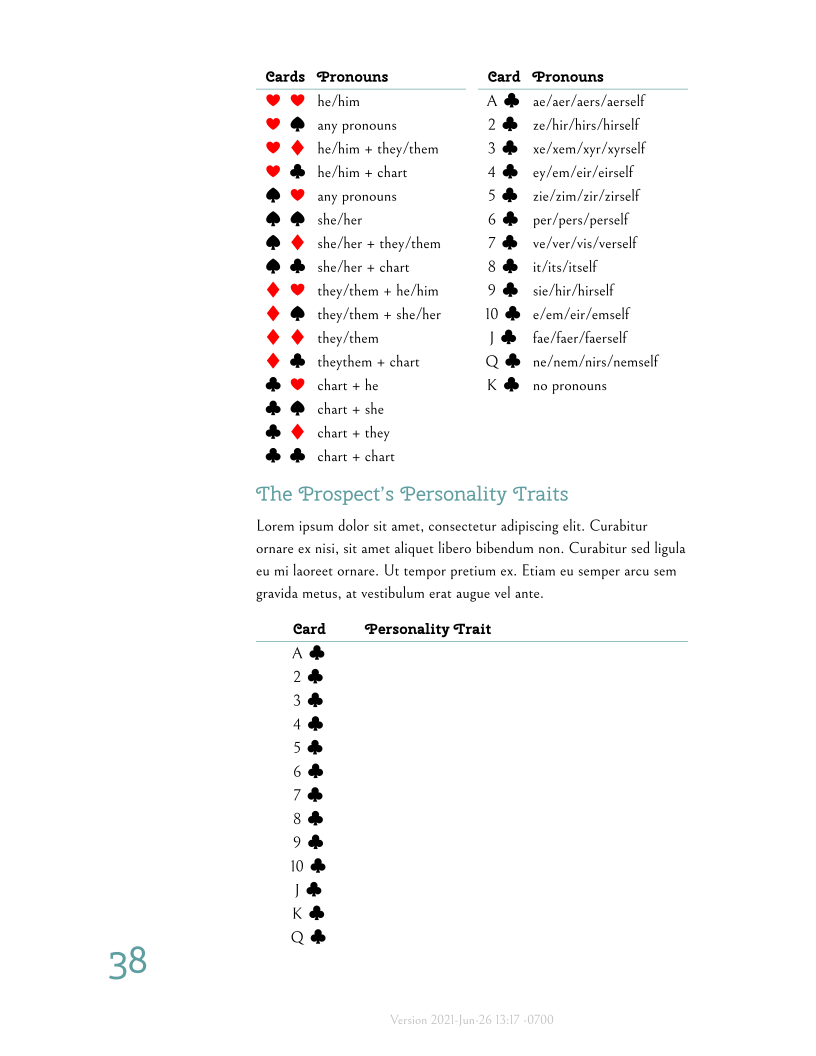 Cards Pronouns
♥ ♥ he/him
♥ ♠ any pronouns
♥ ♦ he/him + they/them
♥ ♣ he/him + chart
♠ ♥ any pronouns
♠ ♠ she/her
♠ ♦ she/her + they/them
♠ ♣ she/her + chart
♦ ♥ they/them + he/him
♦ ♠ they/them + she/her
♦ ♦ they/them
♦ ♣ theythem + chart
♣ ♥ chart + he
♣ ♠ chart + she
♣ ♦ chart + they
♣ ♣ chart + chart
Card Pronouns
A ♣ ae/aer/aers/aerself
2 ♣ ze/hir/hirs/hirself
3 ♣ xe/xem/xyr/xyrself
4 ♣ ey/em/eir/eirself
5 ♣ zie/zim/zir/zirself
6 ♣ per/pers/perself
7 ♣ ve/ver/vis/verself
8 ♣ it/its/itself
9 ♣ sie/hir/hirself
10 ♣ e/em/eir/emself
J ♣ fae/faer/faerself
Q ♣ ne/nem/nirs/nemself
K ♣ no pronouns
The Prospect's Personality Traits
Lorem ipsum dolor sit amet, consectetur adipiscing elit. Curabitur
ornare ex nisi, sit amet aliquet libero bibendum non. Curabitur sed ligula
eu mi laoreet ornare. Ut tempor pretium ex. Etiam eu semper arcu sem
gravida metus, at vestibulum erat augue vel ante.
Card Personality Trait
A ♣
2 ♣
3 ♣
4 ♣
5 ♣
6 ♣
7 ♣
8 ♣
9 ♣
10 ♣
J ♣
K ♣
Q ♣
38
Version 2021-Jun-26 13:17 -0700